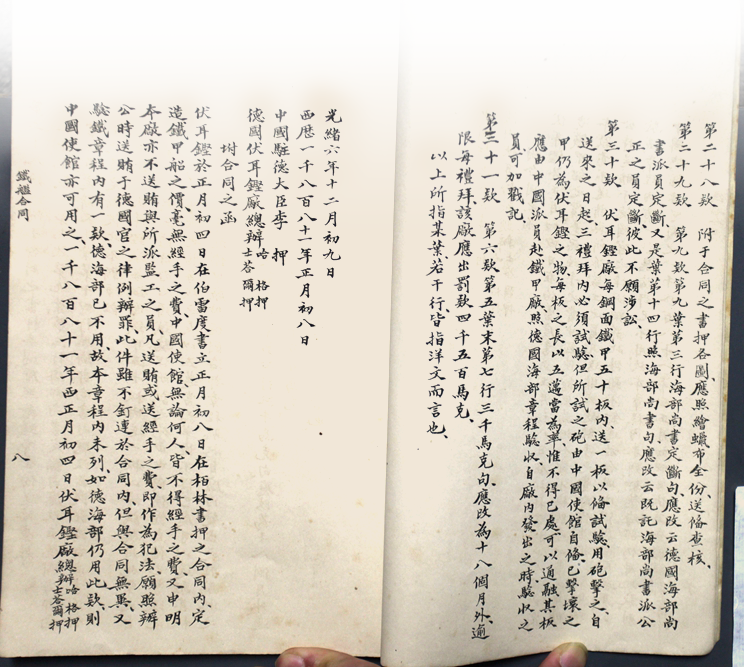 第二十八欵　附于合同之書押各圖、應照繪蠟布全份、送俻查核、
第二十九欵　第九欵第九葉第三行海部尚書定斷句、應改云德國海部尚
書派員定斷、又是葉第十四行照海部尚書句、應改云既託海部尚書派公
正之員定斷、彼此不願涉訟、
第三十欵　伏耳鏗廠每鋼面鐵甲五十板內、送一板以俻試驗用砲擊之、自
送來之日起、三禮拜內必須試驗、但所試之砲由中國使館自俻、已擊壞之
甲仍為伏耳鏗之物、每板之長以五邁當為準、惟不得已處可以通融、其板
應由中國派員赴鐵甲廠、照德國海部章程驗收、自廠內發出之時、驗收之
員可加戳記、
第三十一欵　第六欵第五葉末第七行三千馬克句、應改為十八個月外、逾
限每禮拜、該廠應出罰欵四千五百馬克、
以上所指某葉若干行、皆指洋文而言也、
光緒六年十二月初九日
西歷一千八百八十一年正月初八日
中國駐德大臣李　押
德國伏耳鏗廠總辦哈格押
士荅爾押
坿合同之函
伏耳鏗於正月初四日在伯雷度書立、正月初八日在柏林書押之合同內、定
造鐵甲船之價、毫無經手之費、中國使館無論何人、皆不得經手之費、又申明
本廠亦不送賄與所派監工之員、凡送賄或送經手之費、即作為犯法、願照辦
公時送賄于德國官之律例辦罪、此件雖不釘連於合同內、但與合同無異、又
驗鐵章程內有一欵、德海部已不用、故本章程內未列、如德海部仍用此欵、則
中國使館亦可用之、一千八百八十一年西正月初四日伏耳鏗廠總辦哈格押
士荅爾押
鐵艦合同
八